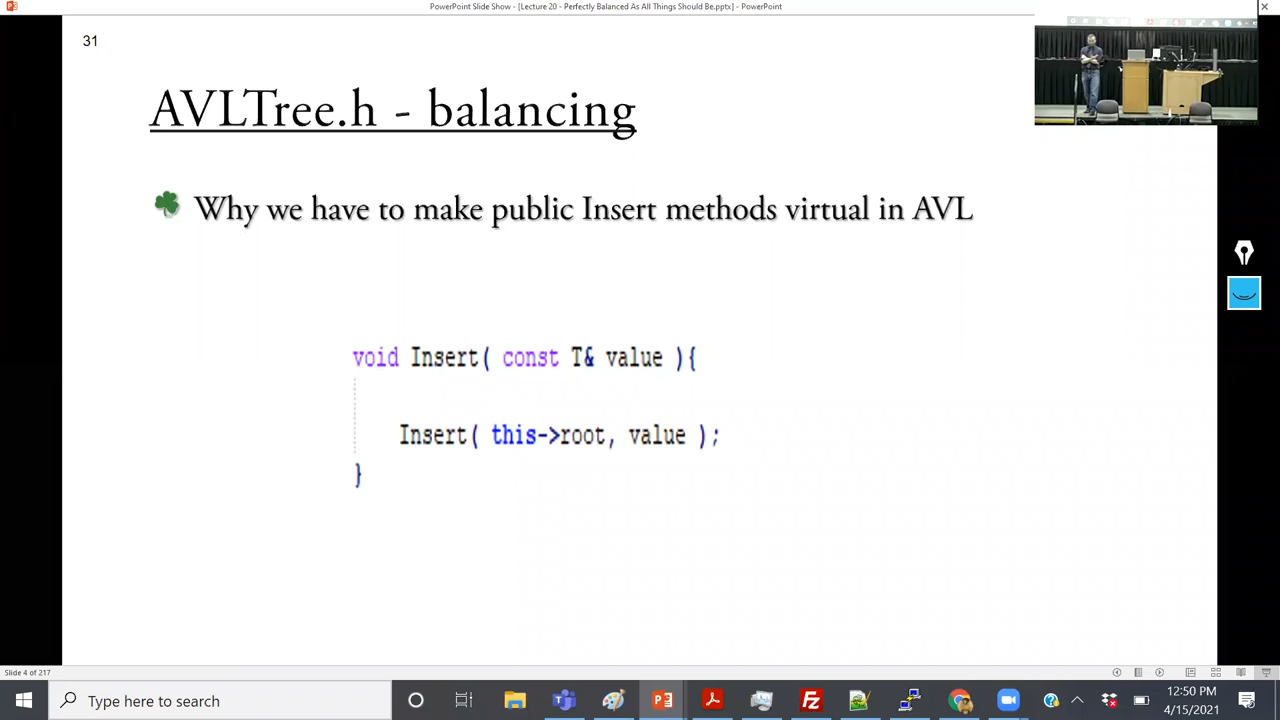 PowerPoint Slide Show - [Lecture 20 - Perfectly Balanced As All Things Should Be.pptx] - PowerPoint
31
AVLTree.h - balancing
Why we have to make public Insert methods virtual in AVL
void Insert( const T& value ){
Insert( this->root, value );
}
Slide 4 of 217
Type here to search
12:50 PM
4/15/2021